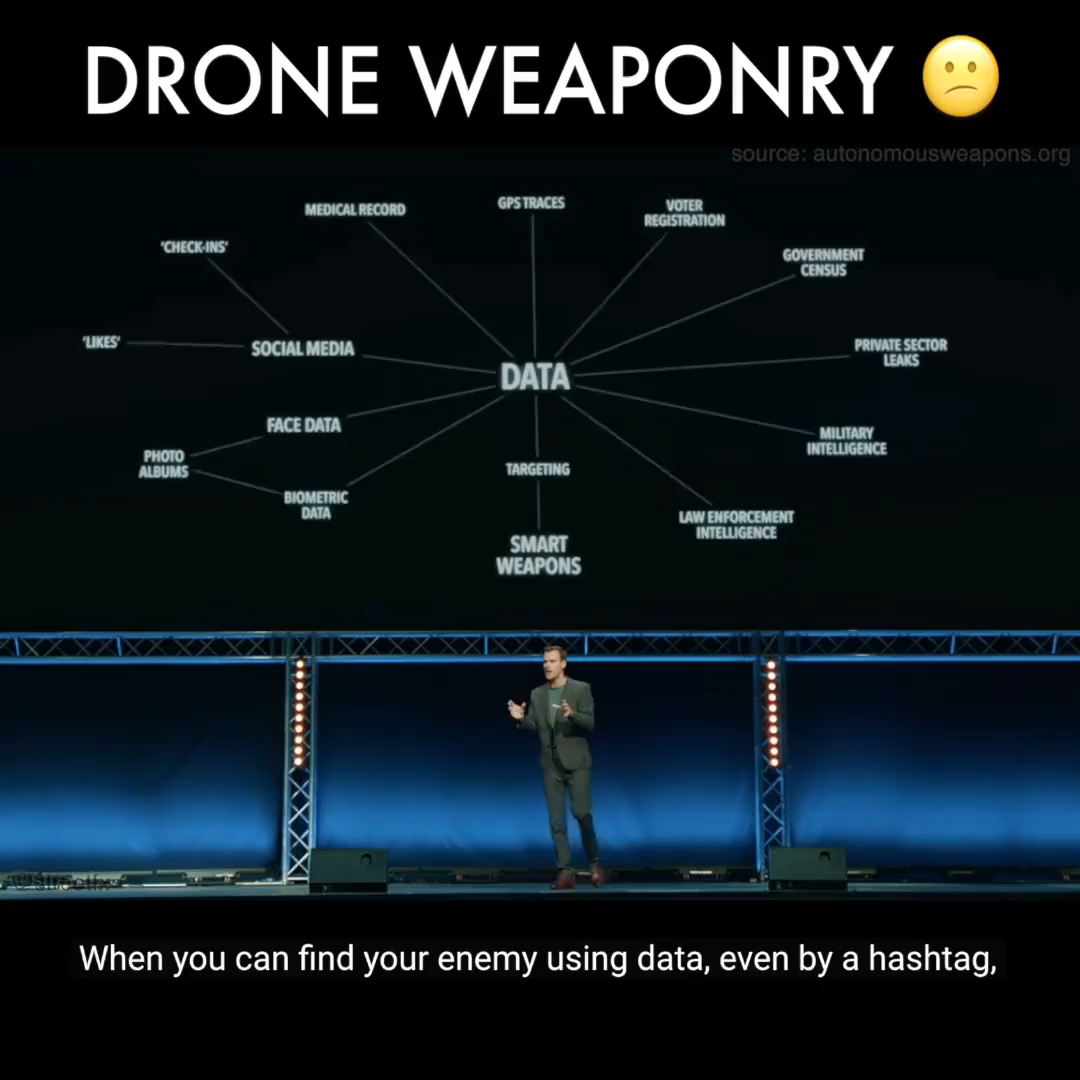 DRONE WEAPONRY 😕
source: autonomousweapons.org
MEDICAL RECORD
GPS TRACES
VOTER
REGISTRATION
'CHECK-INS'
GOVERNMENT
CENSUS
'LIKES'
SOCIAL MEDIA
PRIVATE SECTOR
LEAKS
DATA
FACE DATA
MILITARY
INTELLIGENCE
PHOTO
ALBUMS
TARGETING
BIOMETRIC
DATA
LAW ENFORCEMENT
INTELLIGENCE
SMART
WEAPONS
When you can find your enemy using data, even by a hashtag,